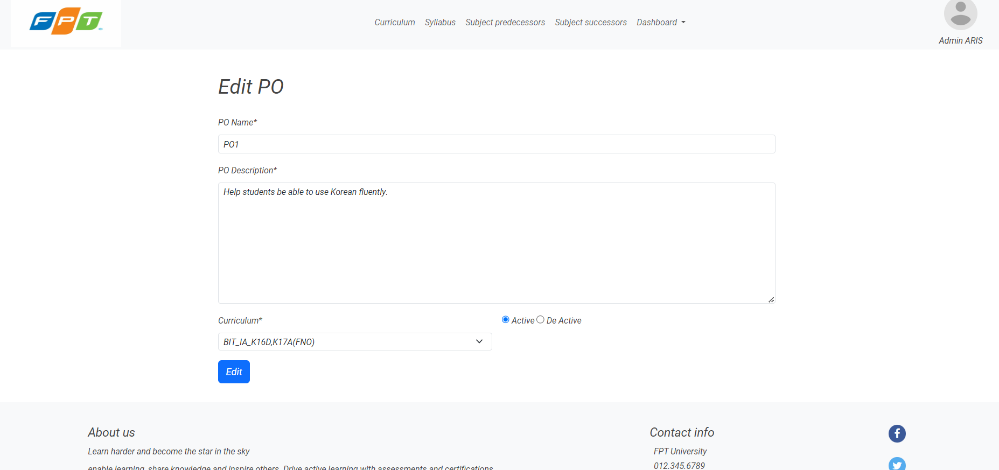 FPT
Curriculum Syllabus Subject predecessors Subject successors Dashboard
Admin ARIS
Edit PO
PO Name*
PO1
PO Description*
Help students be able to use Korean fluently.
Curriculum*
Active De Active
BIT_IA_K16D,K17A(FNO)
Edit
About us
Learn harder and become the star in the sky
enable learning, share knowledge and inspire others. Drive active learning with assessments and certifications
Contact info
FPT University
012.345.6789